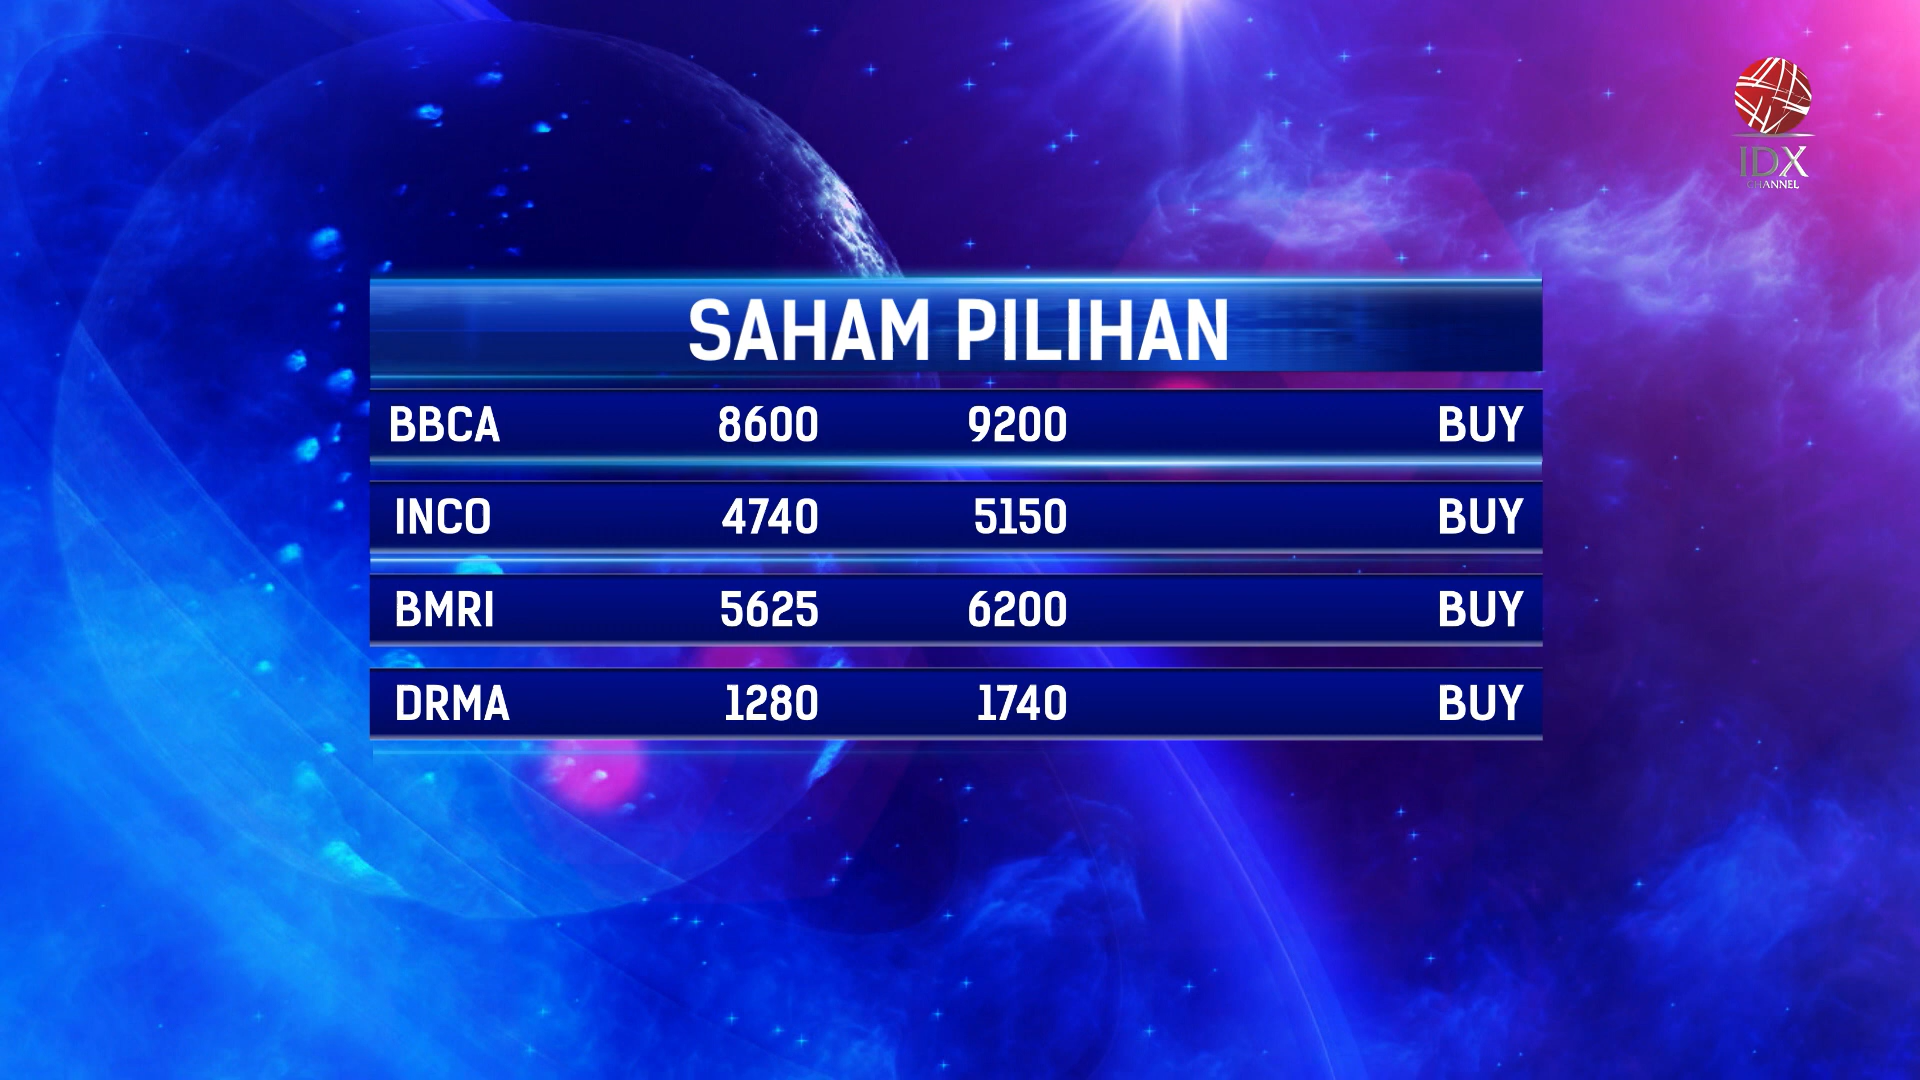 IDX
CHANNEL
SAHAM PILIHAN
BBCA 8600 9200 BUY
INCO 4740 5150 BUY
BMRI 5625 6200 BUY
DRMA 1280 1740 BUY